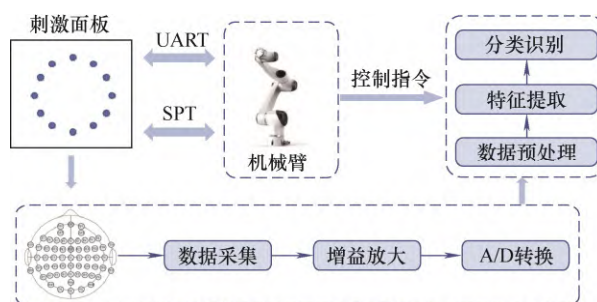 刺激面板
UART
SPT
机械臂
控制指令
分类识别
特征提取
数据预处理
数据采集
增益放大
A/D转换